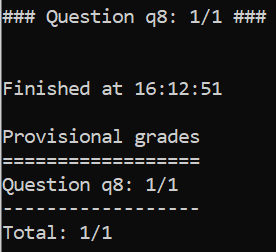 ### Question q8: 1/1 ###
Finished at 16:12:51
Provisional grades
==================
Question q8: 1/1
------------------
Total: 1/1